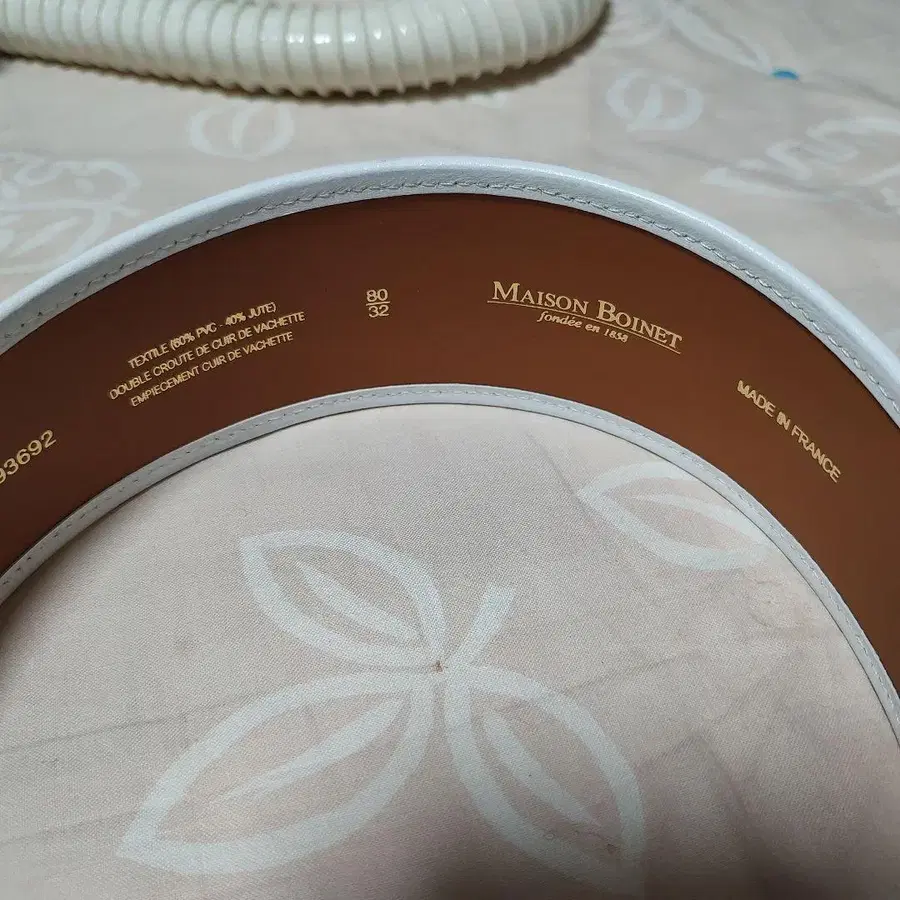 93692
TEXTILE (60% PVC - 40% JUTE)
DOUBLE CROUTE DE CUIR DE VACHETTE
EMPIECEMENT CUIR DE VACHETTE
80
32
MAISON BOINET
fondée en 1858
MADE IN FRANCE